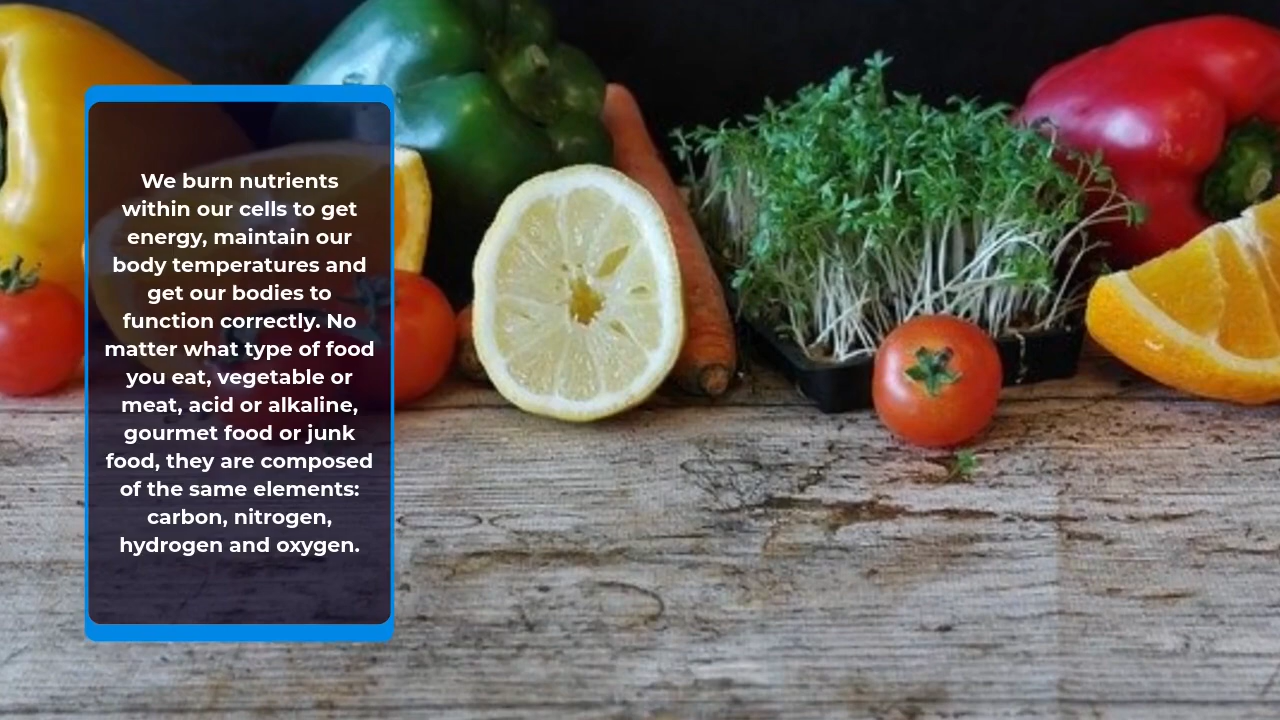 We burn nutrients
within our cells to get
energy, maintain our
body temperatures and
get our bodies to
function correctly. No
matter what type of food
you eat, vegetable or
meat, acid or alkaline,
gourmet food or junk
food, they are composed
of the same elements:
carbon, nitrogen,
hydrogen and oxygen.